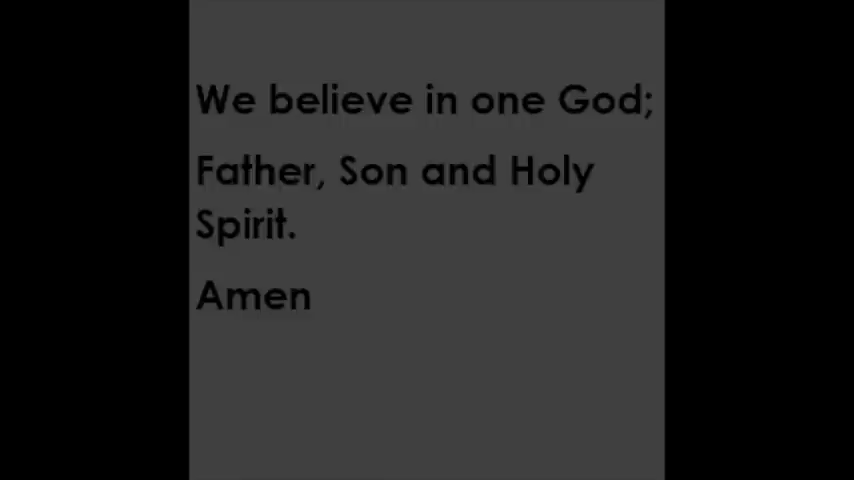 We believe in one God;
Father, Son and Holy
Spirit.
Amen